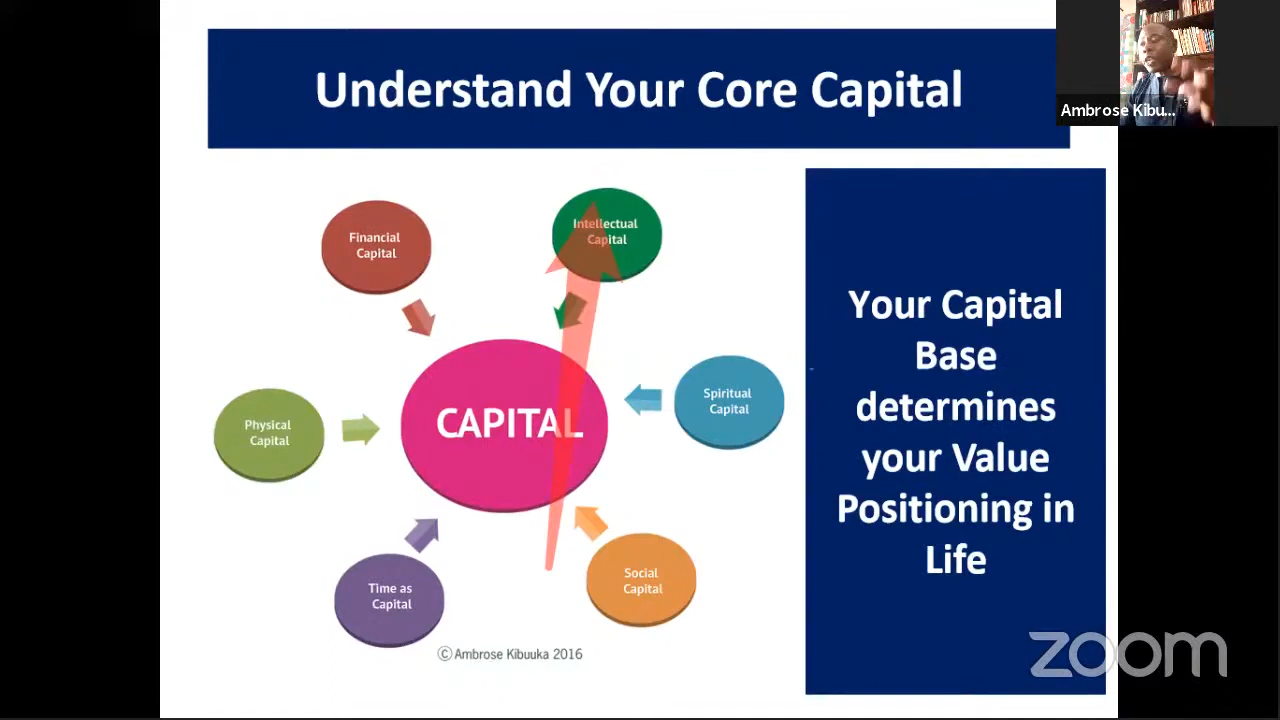 Understand Your Core Capital
Ambrose Kibu...
Financial
Capital
Intellectual
Capital
Your Capital
Base
determines
your Value
Positioning in
Life
CAPITAL
Spiritual
Capital
Physical
Capital
Time as
Capital
Social
Capital
©Ambrose Kibuuka 2016
zoom